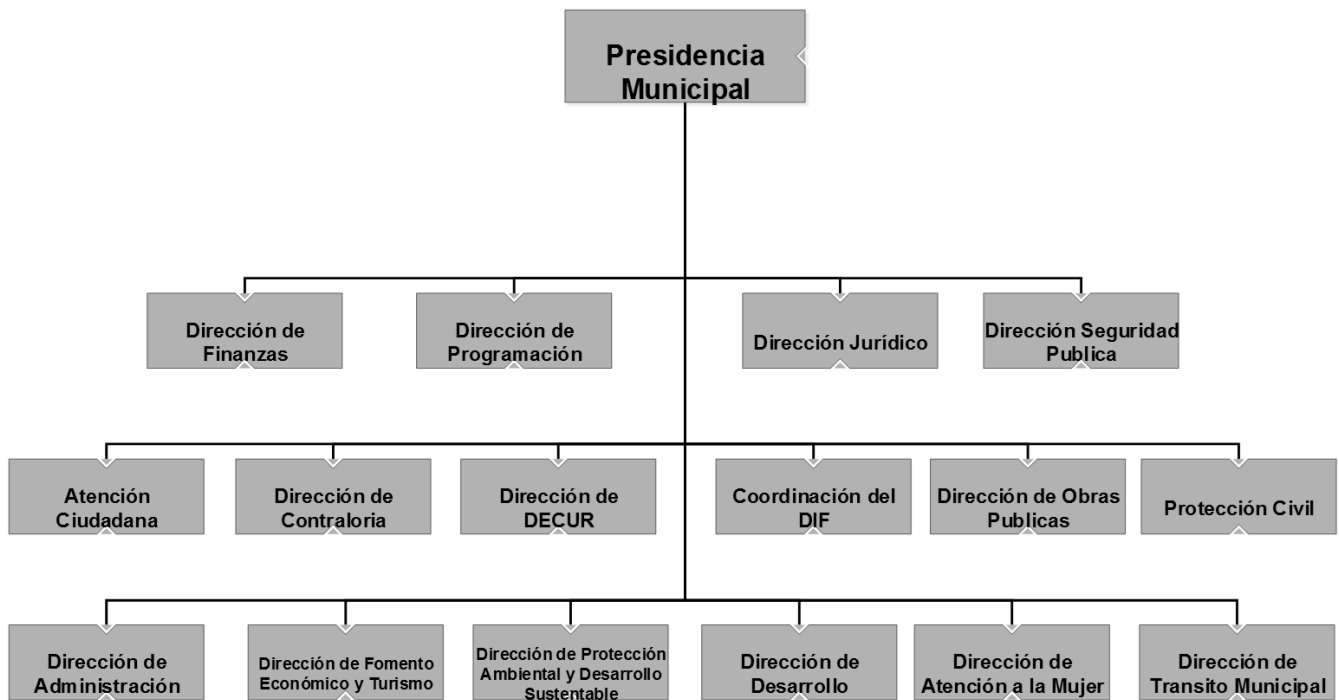 Presidencia
Municipal
Dirección de
Finanzas
Dirección de
Programación
Dirección Jurídico
Dirección Seguridad
Publica
Atención
Ciudadana
Dirección de
Contraloria
Dirección de
DECUR
Coordinación del
DIF
Dirección de Obras
Publicas
Protección Civil
Dirección de
Administración
Dirección de Fomento
Económico y Turismo
Dirección de Protección
Ambiental y Desarrollo
Sustentable
Dirección de
Desarrollo
Dirección de
Atención a la Mujer
Dirección de
Transito Municipal